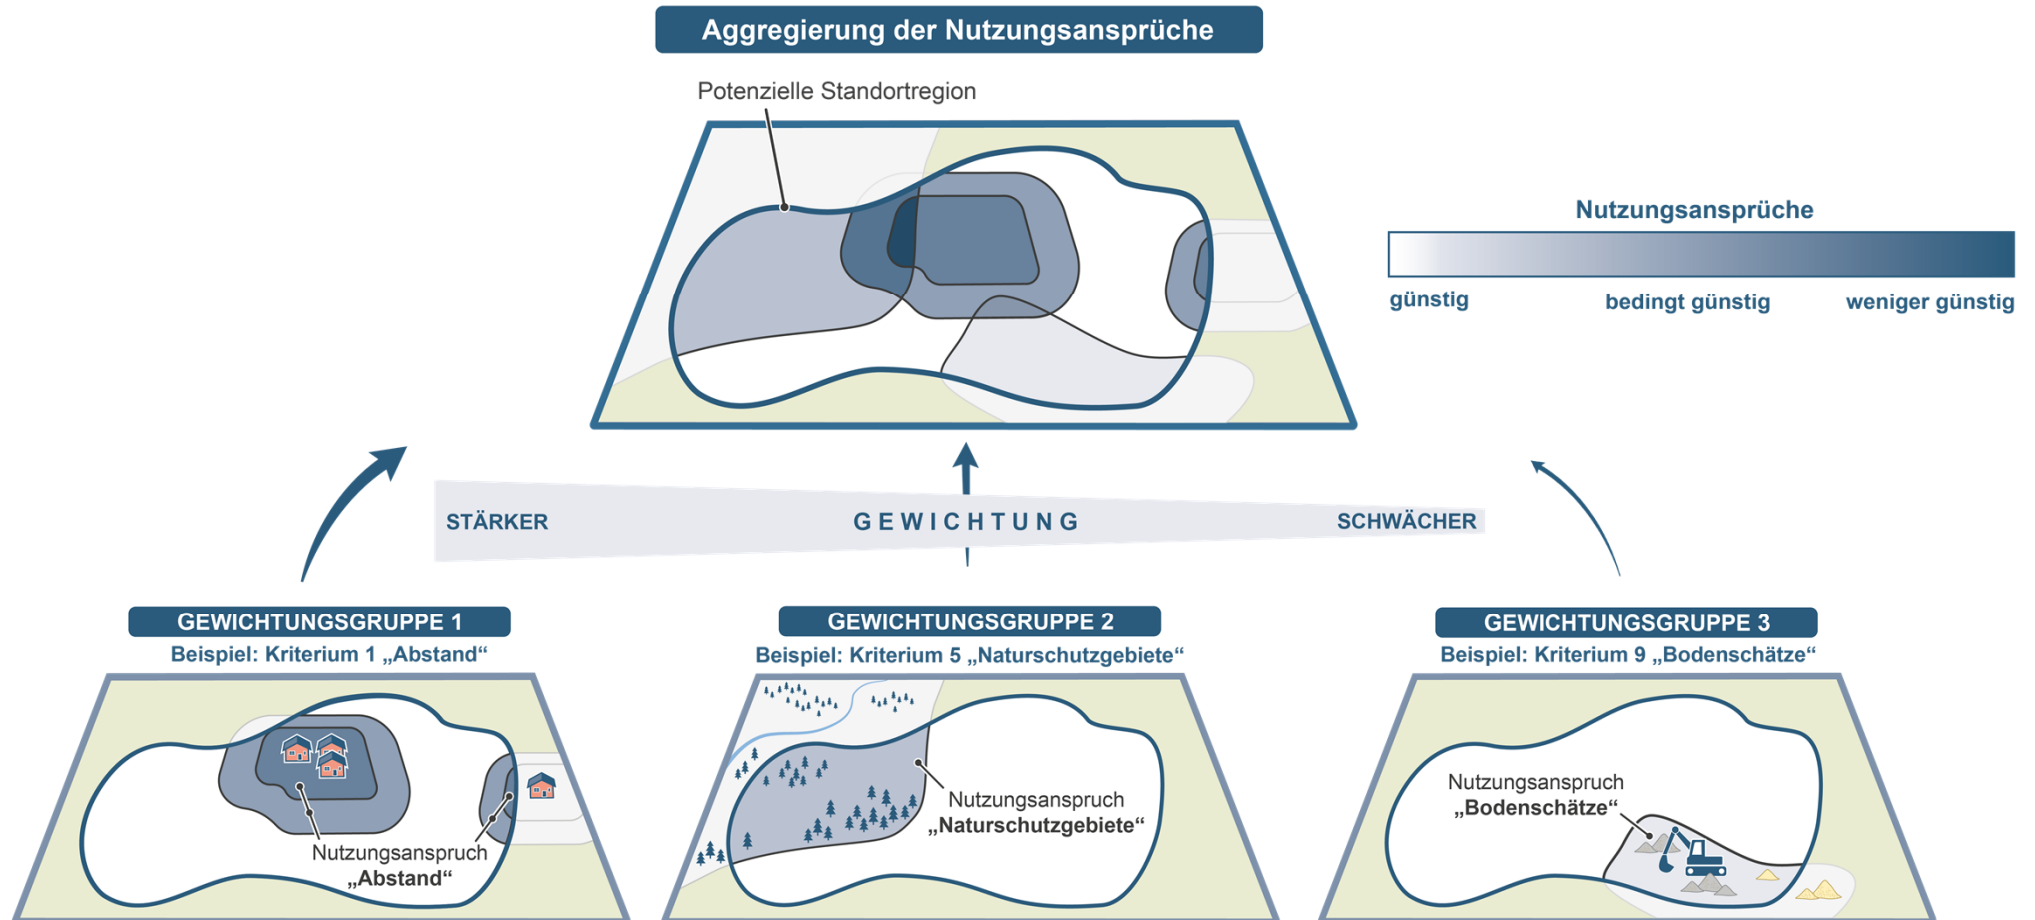 Aggregierung der Nutzungsansprüche
Potenzielle Standortregion
Nutzungsansprüche
günstig
bedingt günstig
weniger günstig
STÄRKER
GEWICHTUNG
SCHWÄCHER
GEWICHTUNGSGRUPPE 1
Beispiel: Kriterium 1 „Abstand“
Nutzungsanspruch
„Abstand“
GEWICHTUNGSGRUPPE 2
Beispiel: Kriterium 5 „Naturschutzgebiete“
Nutzungsanspruch
„Naturschutzgebiete“
GEWICHTUNGSGRUPPE 3
Beispiel: Kriterium 9 „Bodenschätze“
Nutzungsanspruch
„Bodenschätze“